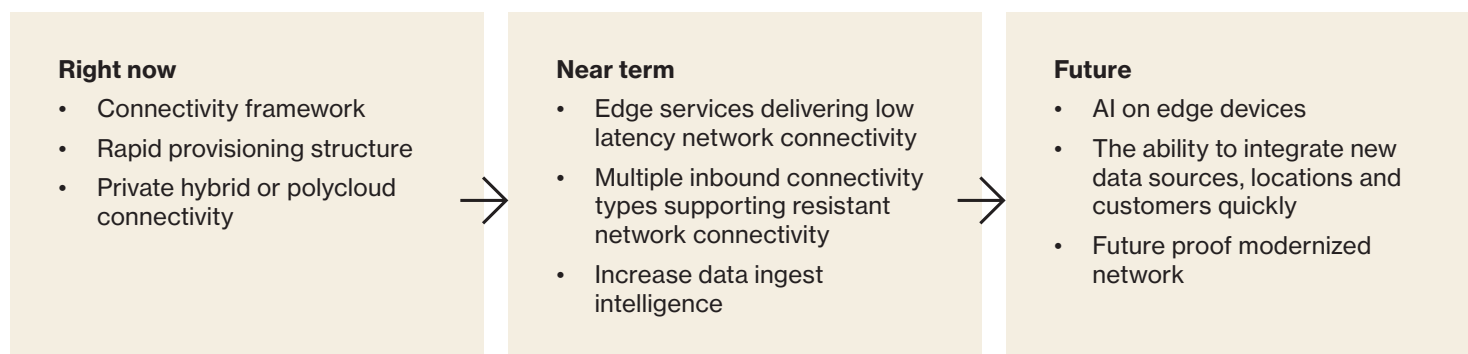 Right now
• Connectivity framework
• Rapid provisioning structure
• Private hybrid or polycloud
connectivity
Near term
• Edge services delivering low
latency network connectivity
• Multiple inbound connectivity
types supporting resistant
network connectivity
• Increase data ingest
intelligence
Future
• AI on edge devices
• The ability to integrate new
data sources, locations and
customers quickly
• Future proof modernized
network